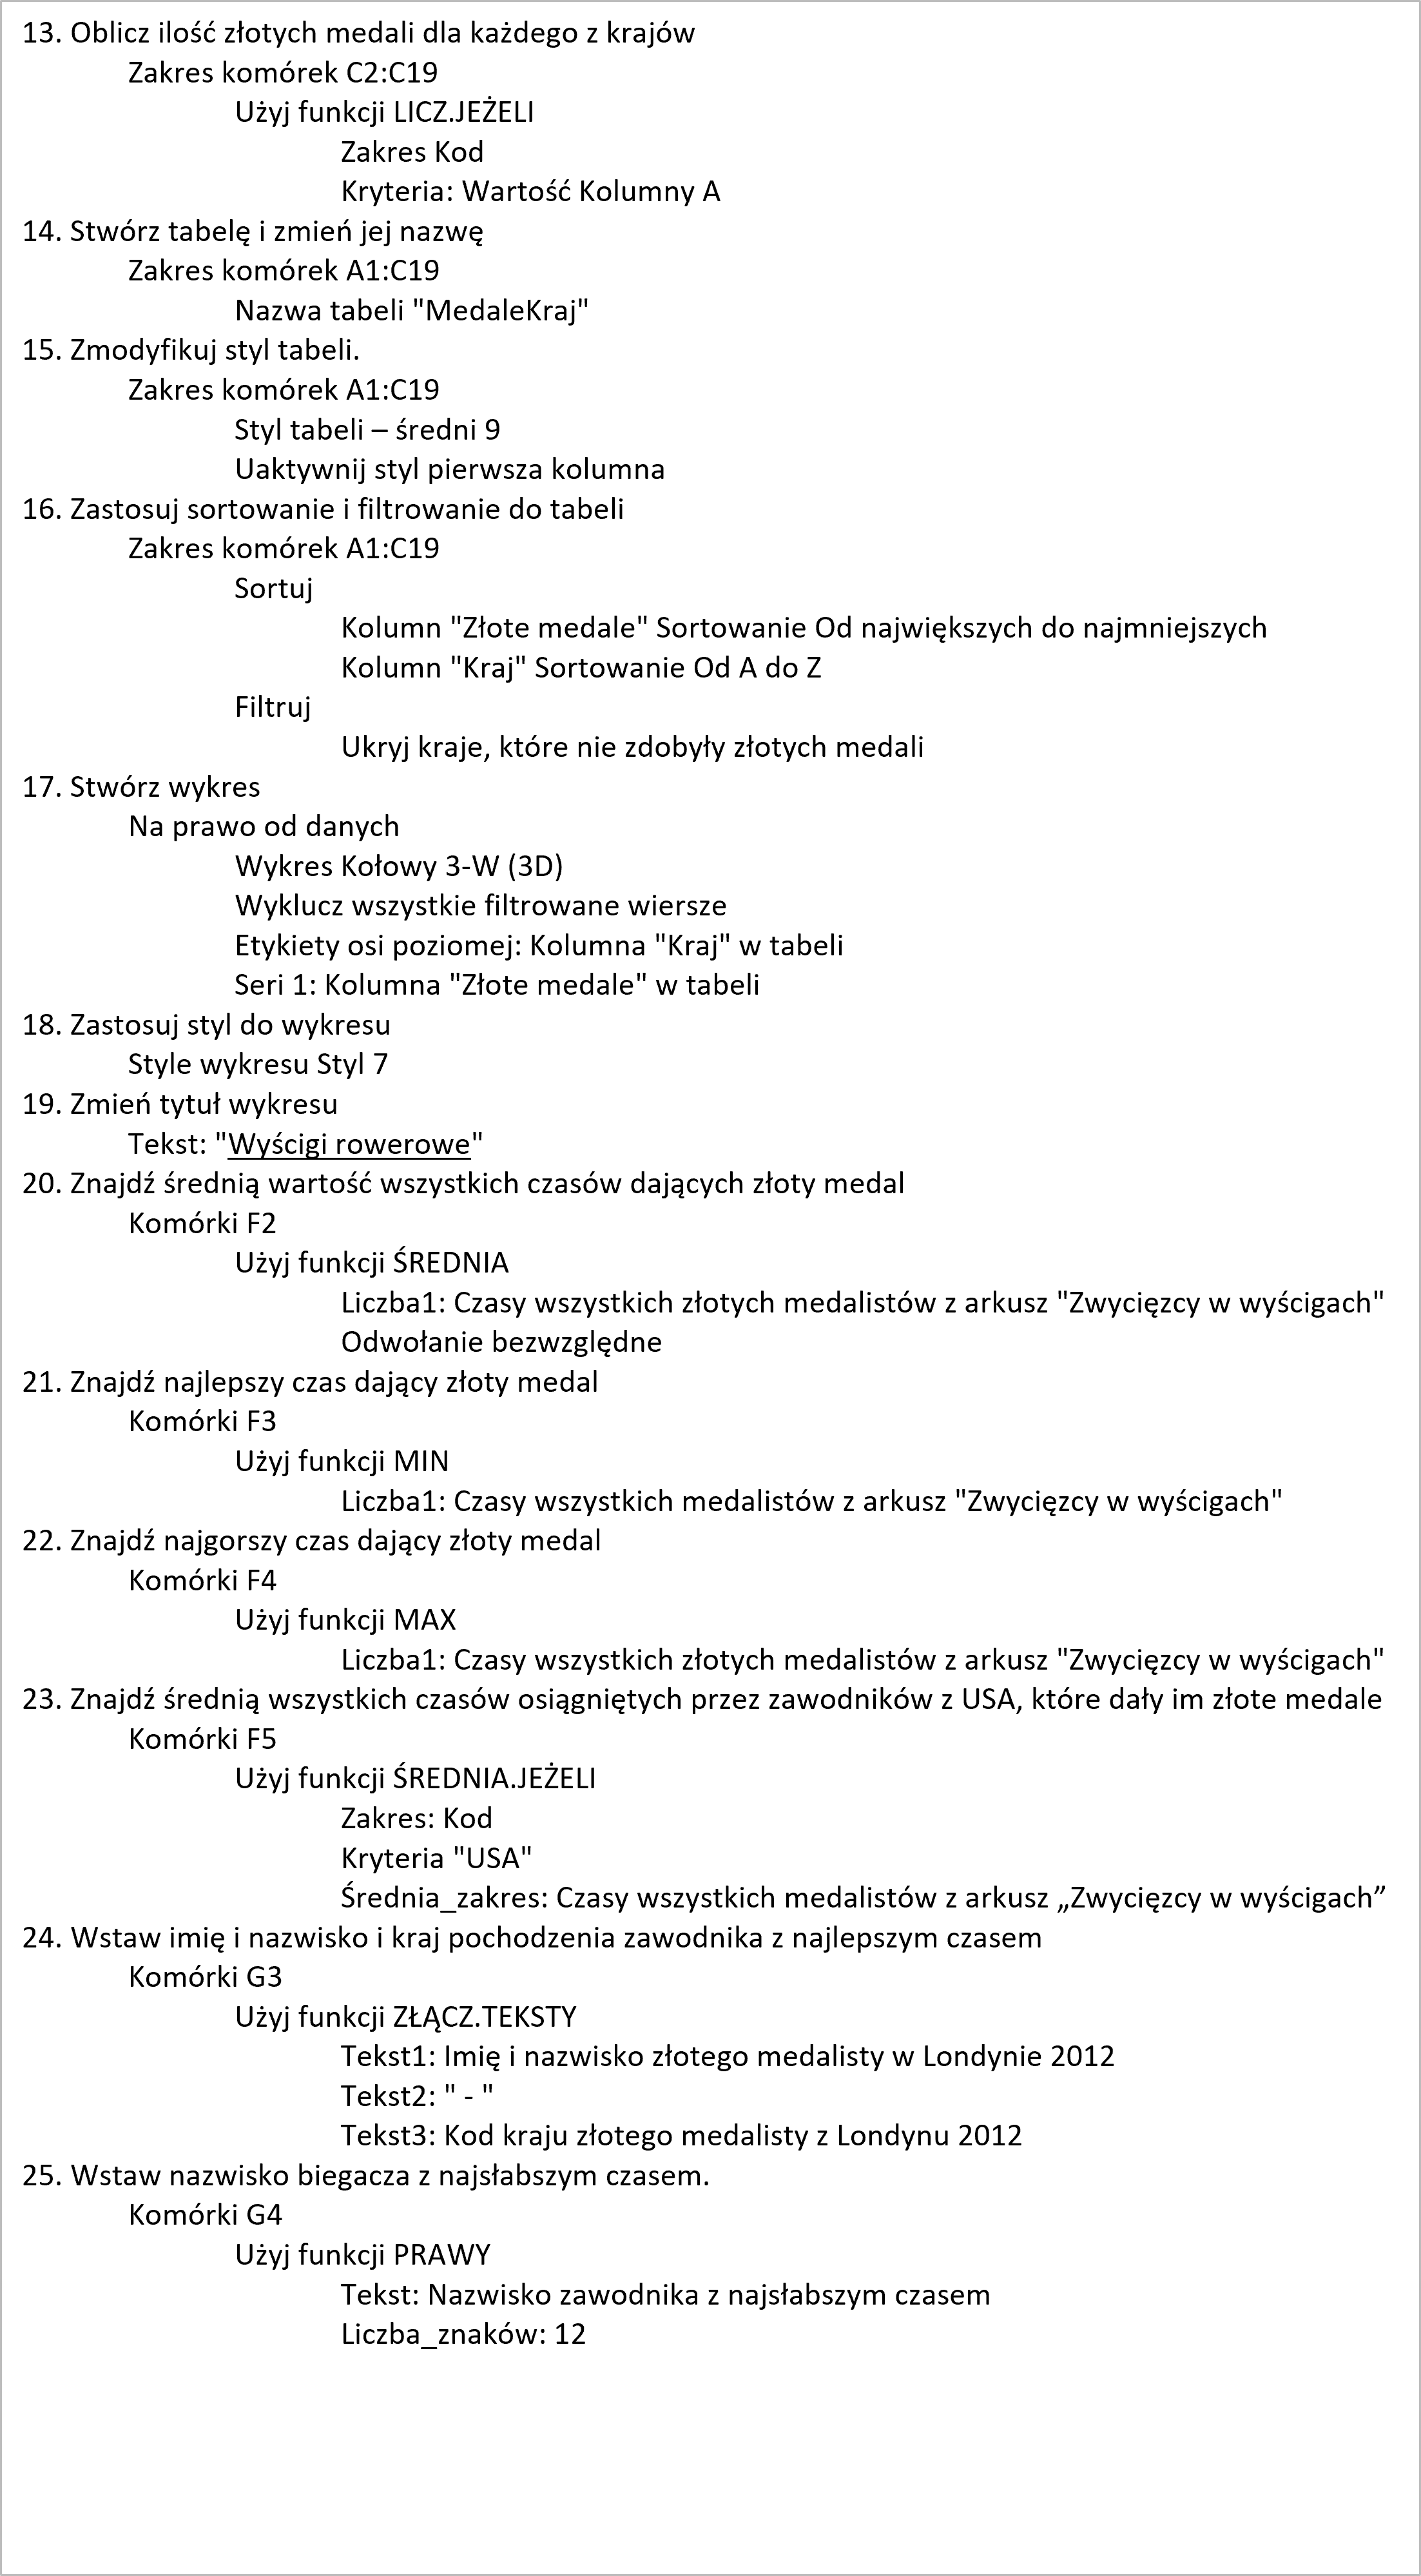 13. Oblicz ilość złotych medali dla każdego z krajów
Zakres komórek C2:C19
Użyj funkcji LICZ.JEŻELI
Zakres Kod
Kryteria: Wartość Kolumny A
14. Stwórz tabelę i zmień jej nazwę
Zakres komórek A1:C19
Nazwa tabeli "MedaleKraj"
15. Zmodyfikuj styl tabeli.
Zakres komórek A1:C19
Styl tabeli – średni 9
Uaktywnij styl pierwsza kolumna
16. Zastosuj sortowanie i filtrowanie do tabeli
Zakres komórek A1:C19
Sortuj
Kolumn "Złote medale" Sortowanie Od największych do najmniejszych
Kolumn "Kraj" Sortowanie Od A do Z
Filtruj
Ukryj kraje, które nie zdobyły złotych medali
17. Stwórz wykres
Na prawo od danych
Wykres Kołowy 3-W (3D)
Wyklucz wszystkie filtrowane wiersze
Etykiety osi poziomej: Kolumna "Kraj" w tabeli
Seri 1: Kolumna "Złote medale" w tabeli
18. Zastosuj styl do wykresu
Style wykresu Styl 7
19. Zmień tytuł wykresu
Tekst: "Wyścigi rowerowe"
20. Znajdź średnią wartość wszystkich czasów dających złoty medal
Komórki F2
Użyj funkcji ŚREDNIA
Liczba1: Czasy wszystkich złotych medalistów z arkusz "Zwycięzcy w wyścigach"
Odwołanie bezwzględne
21. Znajdź najlepszy czas dający złoty medal
Komórki F3
Użyj funkcji MIN
Liczba1: Czasy wszystkich medalistów z arkusz "Zwycięzcy w wyścigach"
22. Znajdź najgorszy czas dający złoty medal
Komórki F4
Użyj funkcji MAX
Liczba1: Czasy wszystkich złotych medalistów z arkusz "Zwycięzcy w wyścigach"
23. Znajdź średnią wszystkich czasów osiągniętych przez zawodników z USA, które dały im złote medale
Komórki F5
Użyj funkcji ŚREDNIA.JEŻELI
Zakres: Kod
Kryteria "USA"
Średnia_zakres: Czasy wszystkich medalistów z arkusz „Zwycięzcy w wyścigach”
24. Wstaw imię i nazwisko i kraj pochodzenia zawodnika z najlepszym czasem
Komórki G3
Użyj funkcji ZŁĄCZ.TEKSTY
Tekst1: Imię i nazwisko złotego medalisty w Londynie 2012
Tekst2: " - "
Tekst3: Kod kraju złotego medalisty z Londynu 2012
25. Wstaw nazwisko biegacza z najsłabszym czasem.
Komórki G4
Użyj funkcji PRAWY
Tekst: Nazwisko zawodnika z najsłabszym czasem
Liczba_znaków: 12